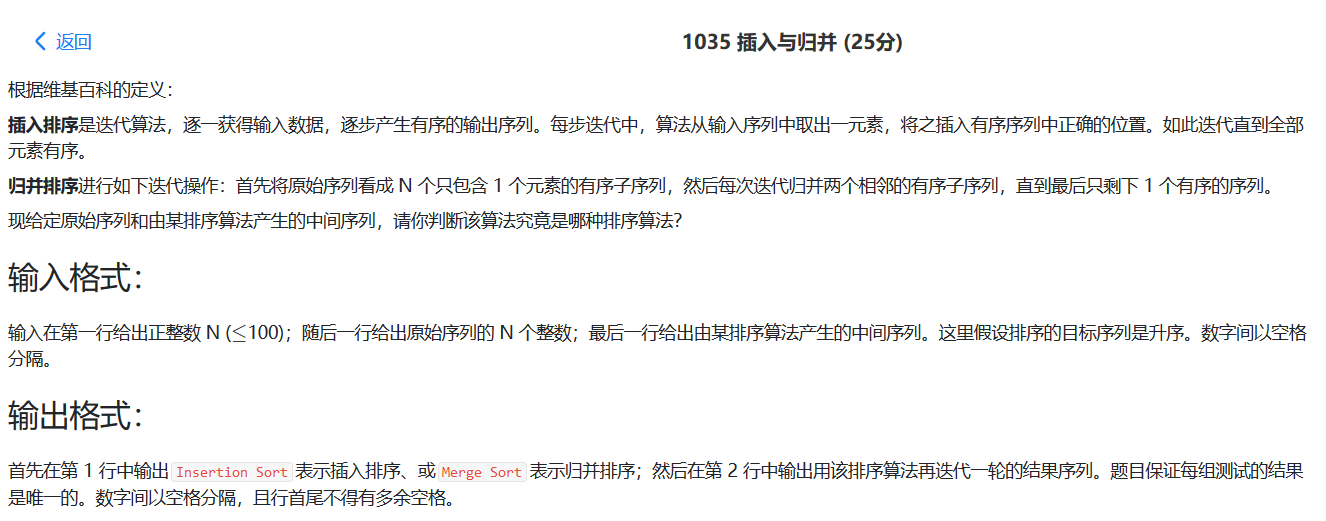 返回
1035 插入与归并 (25分)
根据维基百科的定义：
插入排序是迭代算法，逐一获得输入数据，逐步产生有序的输出序列。每步迭代中，算法从输入序列中取出一元素，将之插入有序序列中正确的位置。如此迭代直到全部
元素有序。
归并排序进行如下迭代操作：首先将原始序列看成 N 个只包含 1 个元素的有序子序列，然后每次迭代归并两个相邻的有序子序列，直到最后只剩下 1 个有序的序列。
现给定原始序列和由某排序算法产生的中间序列，请你判断该算法究竟是哪种排序算法？
输入格式：
输入在第一行给出正整数 N (≤100)；随后一行给出原始序列的 N 个整数；最后一行给出由某排序算法产生的中间序列。这里假设排序的目标序列是升序。数字间以空格
分隔。
输出格式：
首先在第 1 行中输出 Insertion Sort 表示插入排序、或 Merge Sort 表示归并排序；然后在第 2 行中输出用该排序算法再迭代一轮的结果序列。题目保证每组测试的结果
是唯一的。数字间以空格分隔，且行首尾不得有多余空格。